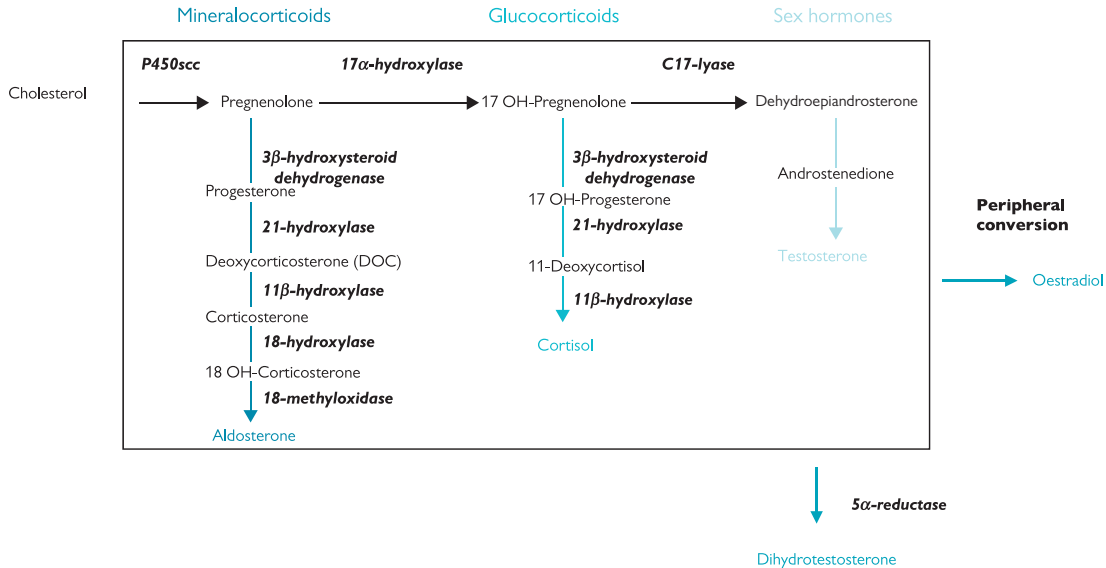 Mineralocorticoids
Glucocorticoids
Sex hormones
P450scc
17α-hydroxylase
C17-lyase
Cholesterol
Pregnenolone
17 OH-Pregnenolone
Dehydroepiandrosterone
3β-hydroxysteroid
dehydrogenase
3β-hydroxysteroid
dehydrogenase
Androstenedione
Progesterone
17 OH-Progesterone
Peripheral
conversion
21-hydroxylase
21-hydroxylase
Testosterone
Deoxycorticosterone (DOC)
11-Deoxycortisol
Oestradiol
11β-hydroxylase
11β-hydroxylase
Corticosterone
18-hydroxylase
Cortisol
18 OH-Corticosterone
18-methyloxidase
Aldosterone
5α-reductase
Dihydrotestosterone